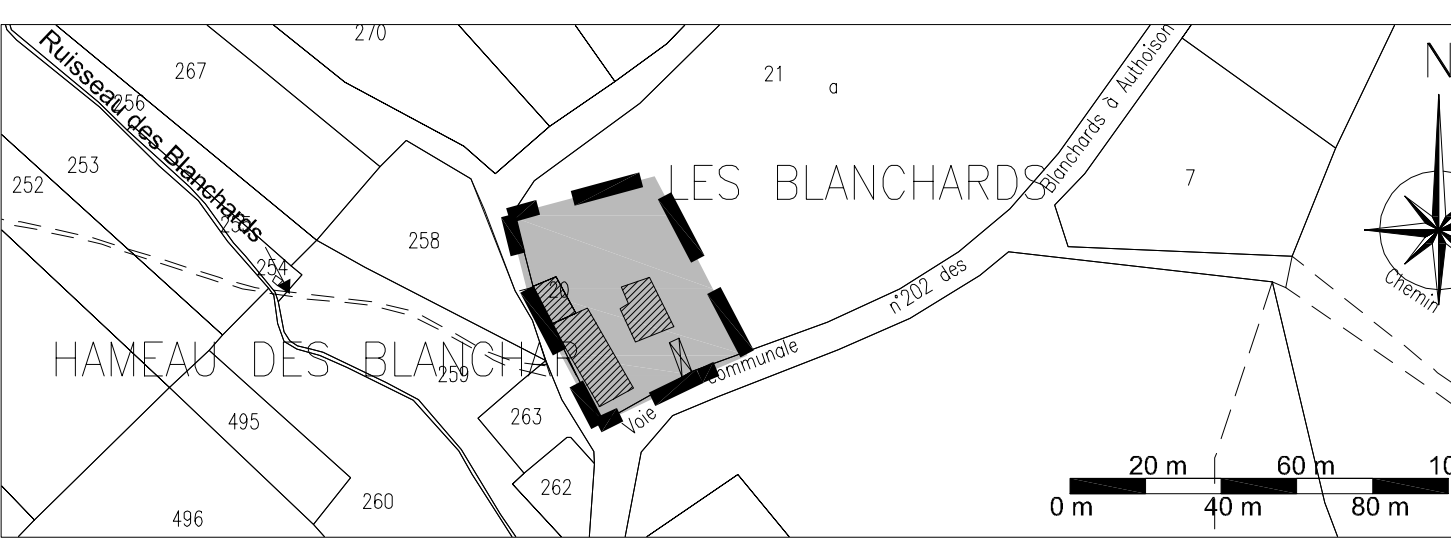 270
267
21
a
N
Ruisseau des Blanchards
256
253
252
Blanchards à Authoison
LES BLANCHARDS
7
258
254
20
n°202 des
Chemin
HAMEAU DES BLANCHAR
259
communale
Voie
263
495
262
260
496
20 m
60 m
10
0 m
40 m
80 m